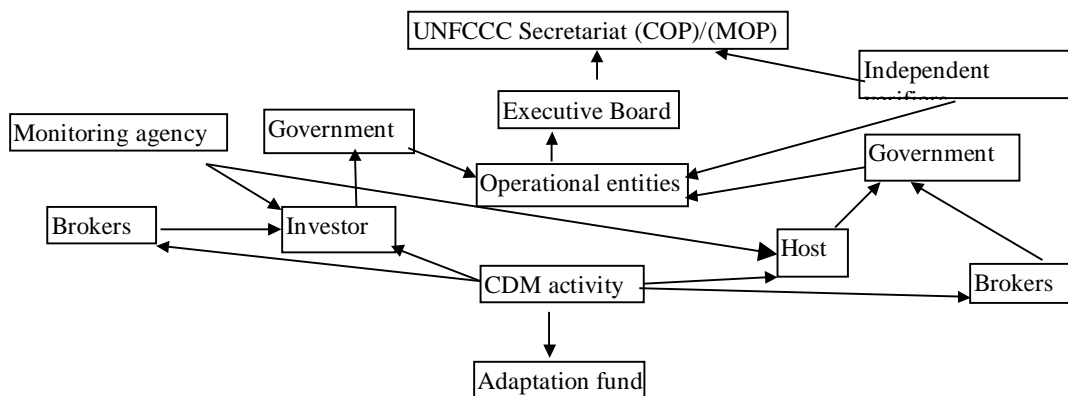 UNFCCC Secretariat (COP)/(MOP)
Independent
Executive Board
Monitoring agency
Government
Government
Operational entities
Brokers
Investor
Host
CDM activity
Brokers
Adaptation fund